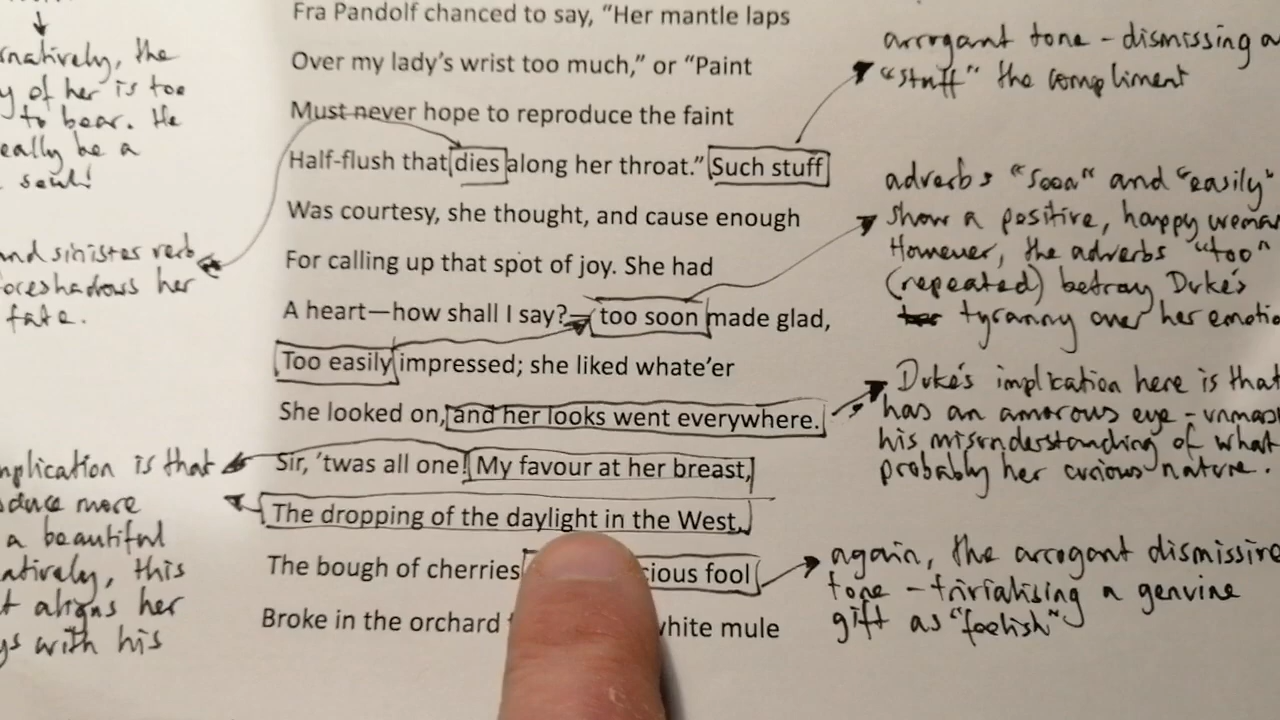 Fra Pandolf chanced to say, “Her mantle laps
Over my lady’s wrist too much,” or “Paint
Must never hope to reproduce the faint
Half-flush that dies along her throat.” Such stuff
Was courtesy, she thought, and cause enough
For calling up that spot of joy. She had
A heart—how shall I say?— too soon made glad,
Too easily impressed; she liked whate’er
She looked on, and her looks went everywhere.
Sir, ’twas all one! My favour at her breast,
The dropping of the daylight in the West,
The bough of cherries fool
Broke in the orchard white mule
the
of her is too
to bear. He
be a
soul!
and sinister verb
her
fate.
implication is that
more
a beautiful
this
aligns her
with his
arrogant tone - dismissing
"stuff" the compliment
adverbs "soon" and "easily"
show a positive, happy woman
However, the adverbs "too"
(repeated) betray Duke's
tyranny over her
Duke's implication here is that
has an amorous eye -
his misunderstanding of what
probably her curious nature.
again, the arrogant dismissive
tone - trivialising a genuine
gift as "foolish"